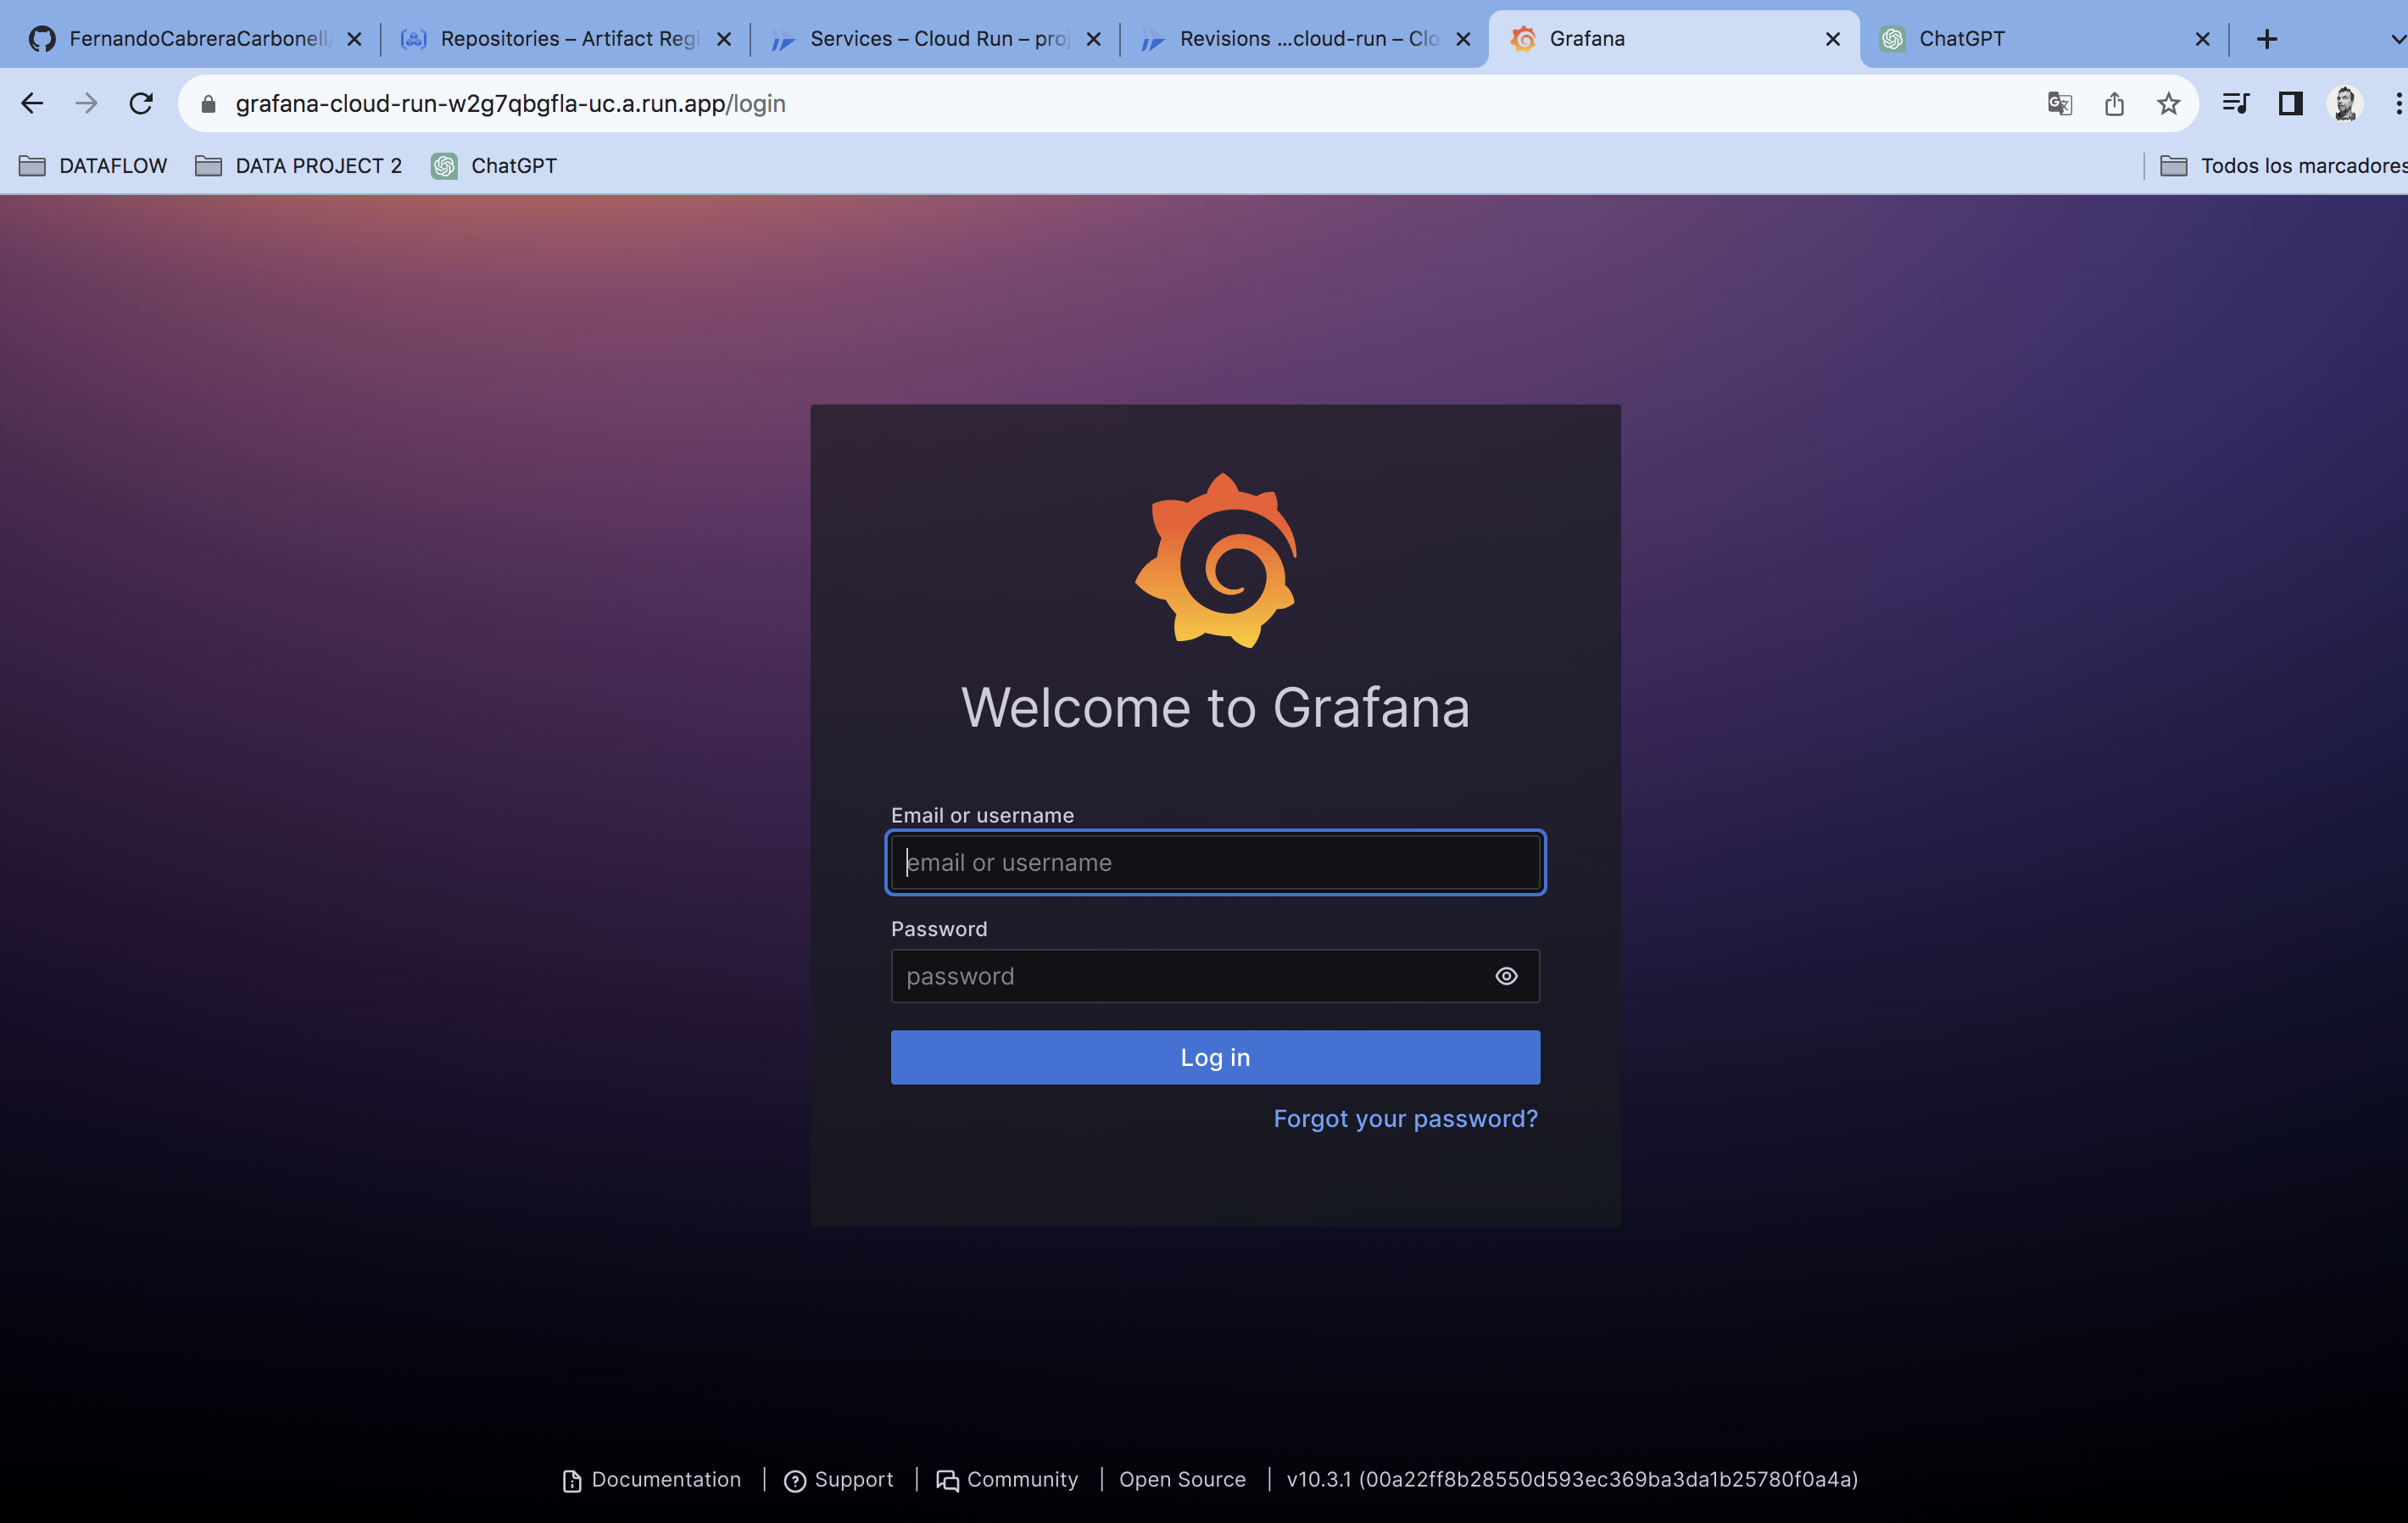 FernandoCabreraCarbonell/ Repositories – Artifact Regi Services – Cloud Run – proj Revisions ...cloud-run – Clo Grafana ChatGPT
grafana-cloud-run-w2g7qbgfla-uc.a.run.app/login
DATAFLOW DATA PROJECT 2 ChatGPT Todos los marcadores
Welcome to Grafana
Email or username
email or username
Password
password
Log in
Forgot your password?
Documentation | Support | Community | Open Source | v10.3.1 (00a22ff8b28550d593ec369ba3da1b25780f0a4a)